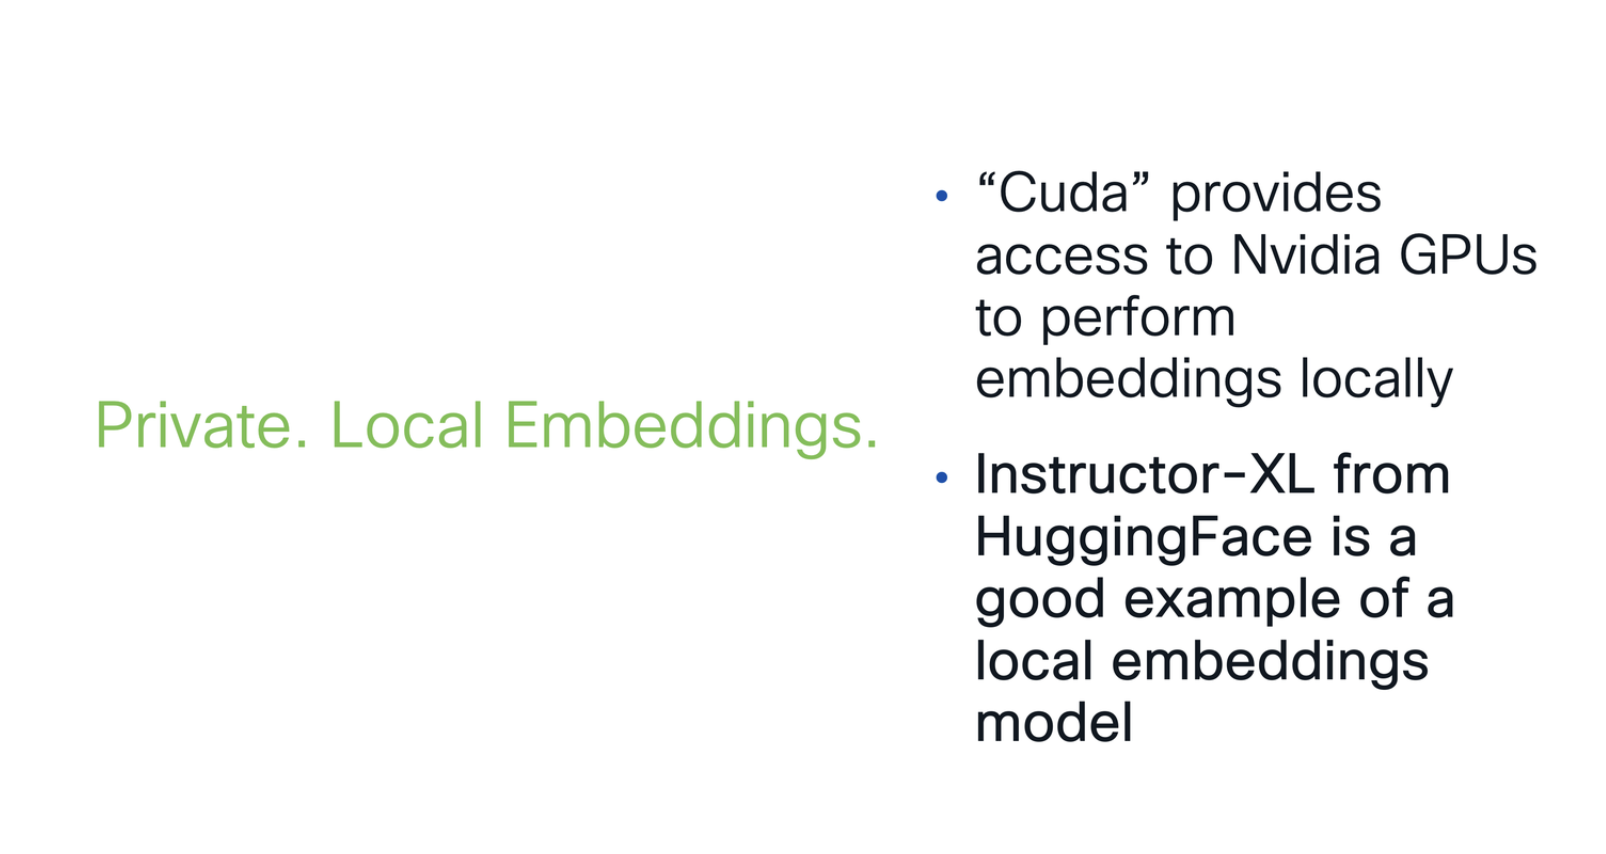 Private. Local Embeddings.
• “Cuda” provides
access to Nvidia GPUs
to perform
embeddings locally
• Instructor-XL from
HuggingFace is a
good example of a
local embeddings
model